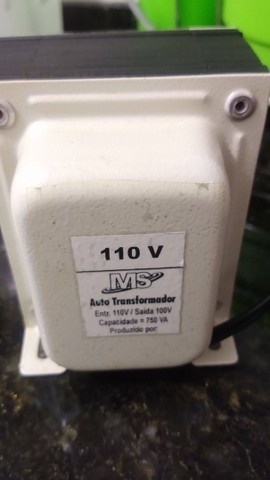 110 V
MS
Auto Transformador
Entr. 110V / Saída 100V
Capacidade = 750 VA
Produzido por: